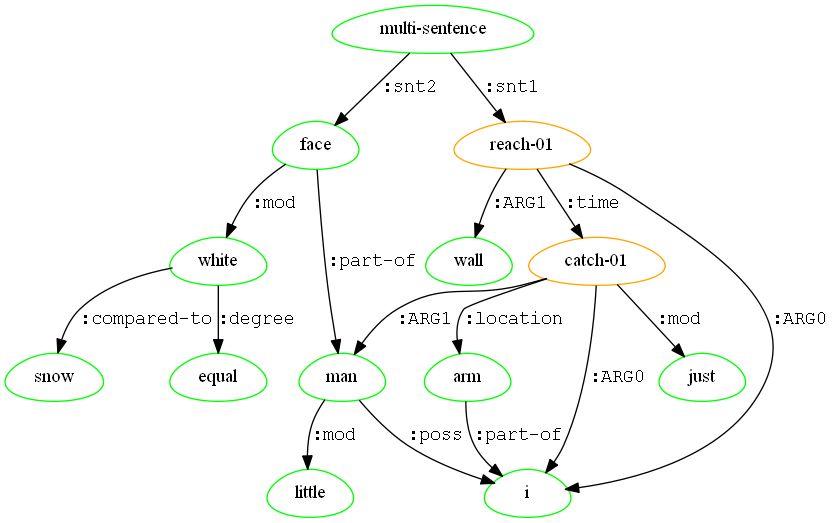 multi-sentence
:snt2 :snt1
face reach-01
:mod :part-of :ARG1 :time :ARG0
white wall catch-01
:compared-to :degree :ARG1 :location :ARG0 :mod
snow equal man arm just
:mod :poss :part-of
little i